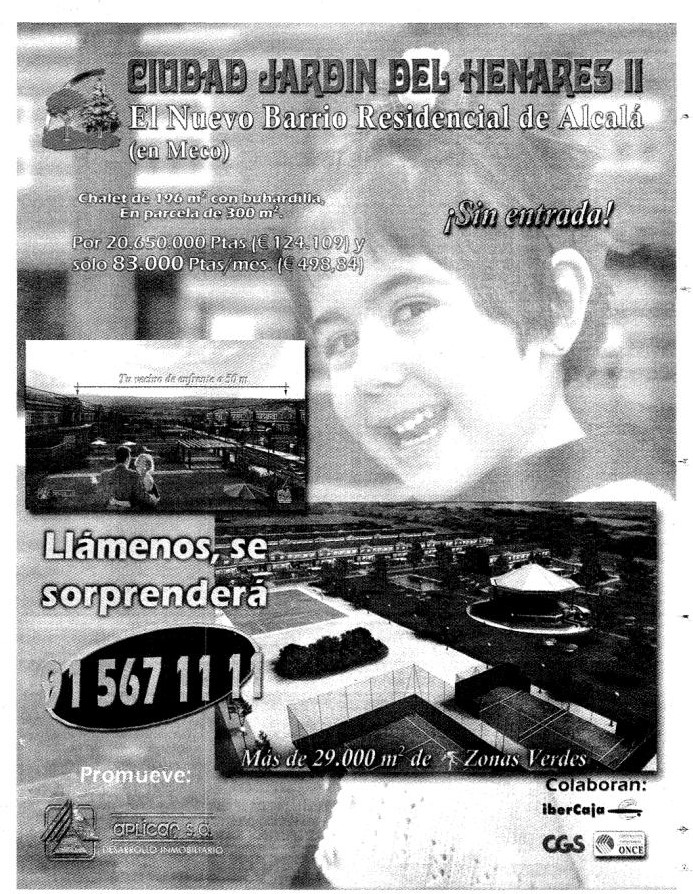 CIUDAD JARDIN DEL HENARES II
El Nuevo Barrio Residencial de Alcalá
(en Meco)
Chalet de 196 m² con buhardilla,
En parcela de 300 m².
¡Sin entrada!
Por 20.650.000 Ptas (€ 124.109) y
solo 83.000 Ptas/mes. (€ 498,84)
Tu vecino de enfrente a 50 m
Llámenos, se
sorprenderá
91 567 11 11
Más de 29.000 m² de Zonas Verdes
Promueve:
Colaboran:
iberCaja
aplicar s.a.
DESARROLLO INMOBILIARIO
CGS
ONCE